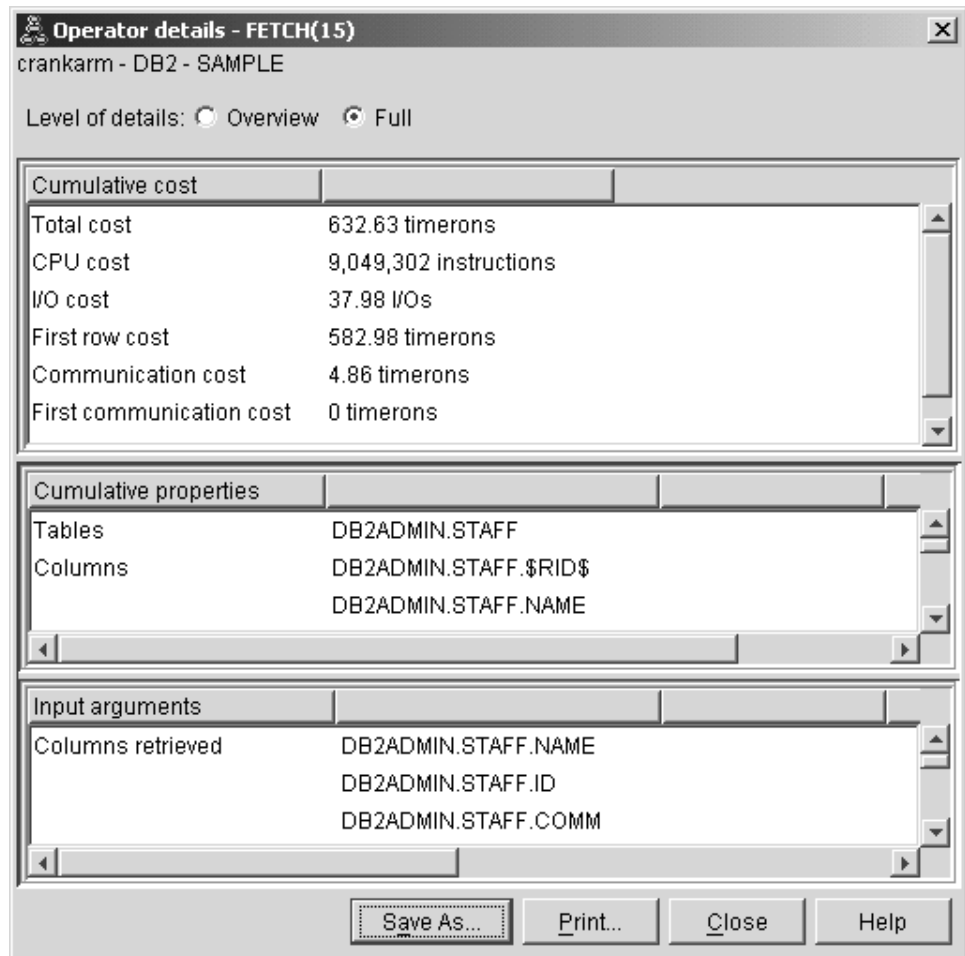 Operator details - FETCH(15)
crankarm - DB2 - SAMPLE
Level of details: Overview Full
Cumulative cost
Total cost 632.63 timerons
CPU cost 9,049,302 instructions
I/O cost 37.98 I/Os
First row cost 582.98 timerons
Communication cost 4.86 timerons
First communication cost 0 timerons
Cumulative properties
Tables DB2ADMIN.STAFF
Columns DB2ADMIN.STAFF.$RID$
DB2ADMIN.STAFF.NAME
Input arguments
Columns retrieved DB2ADMIN.STAFF.NAME
DB2ADMIN.STAFF.ID
DB2ADMIN.STAFF.COMM
Save As... Print... Close Help